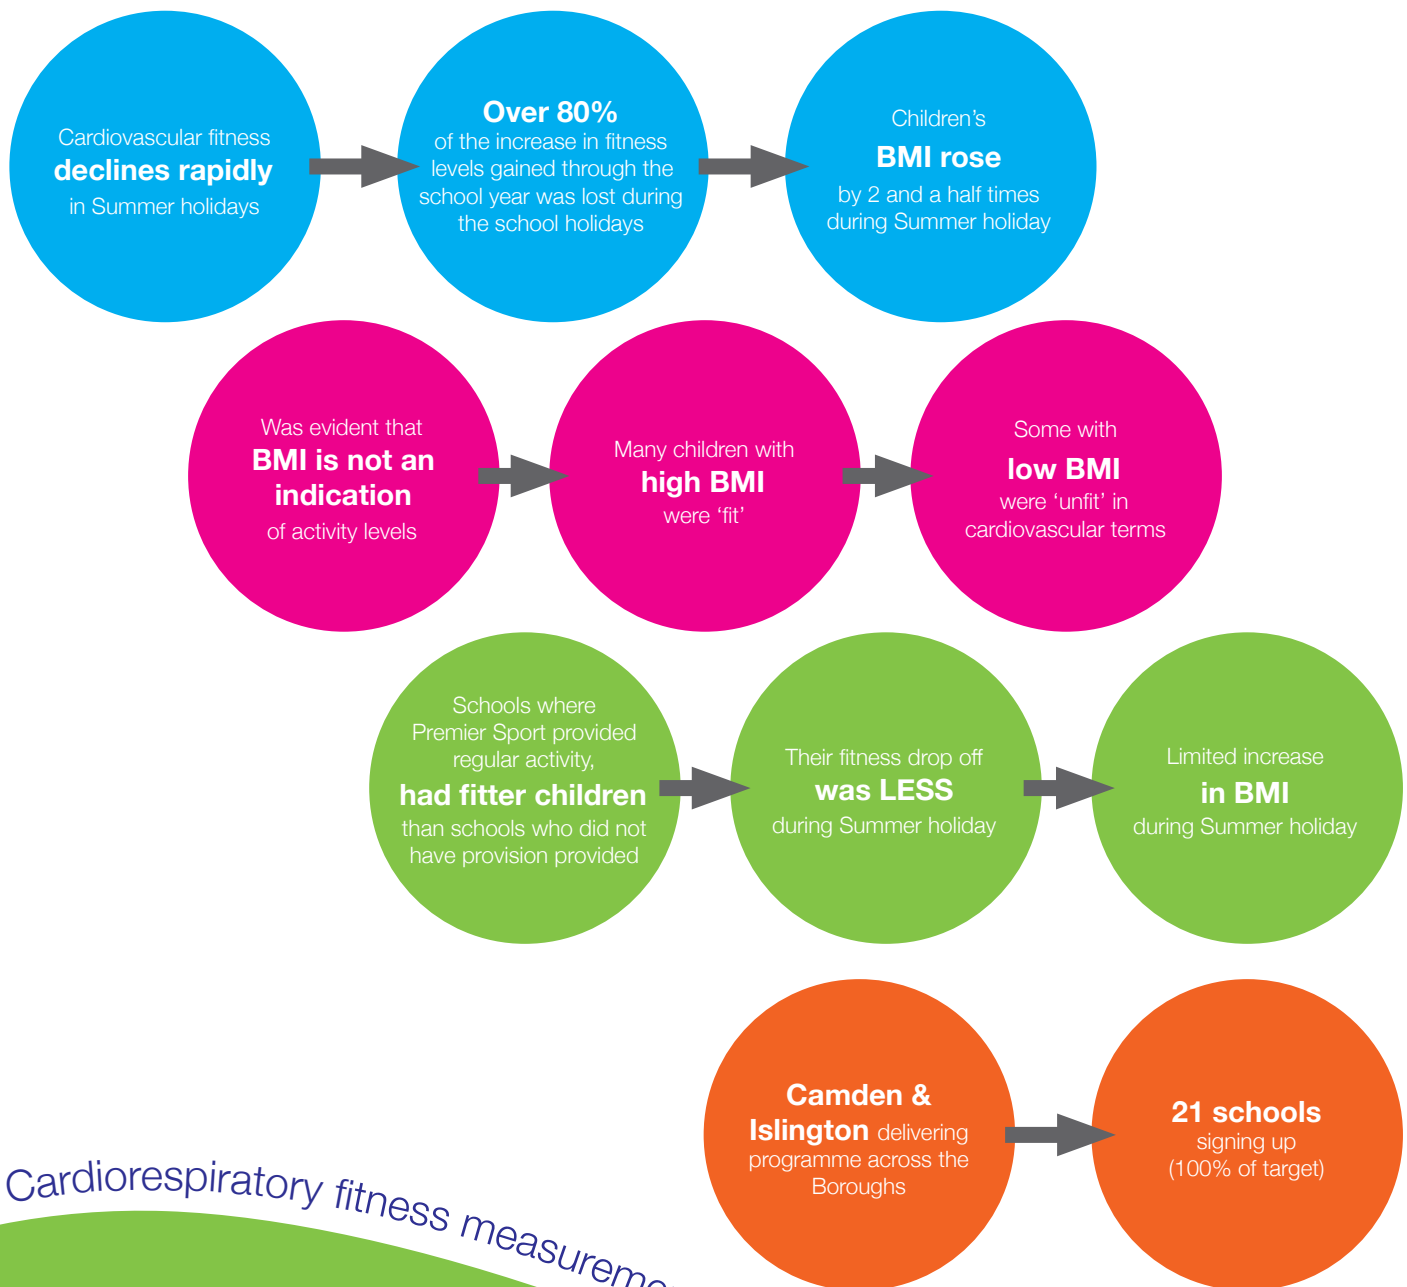 Cardiovascular fitness
declines rapidly
in Summer holidays
Over 80%
of the increase in fitness
levels gained through the
school year was lost during
the school holidays
Children's
BMI rose
by 2 and a half times
during Summer holiday
Was evident that
BMI is not an
indication
of activity levels
Many children with
high BMI
were ‘fit’
Some with
low BMI
were ‘unfit’ in
cardiovascular terms
Schools where
Premier Sport provided
regular activity,
had fitter children
than schools who did not
have provision provided
Their fitness drop off
was LESS
during Summer holiday
Limited increase
in BMI
during Summer holiday
Camden &
Islington delivering
programme across the
Boroughs
21 schools
signing up
(100% of target)
Cardiorespiratory fitness